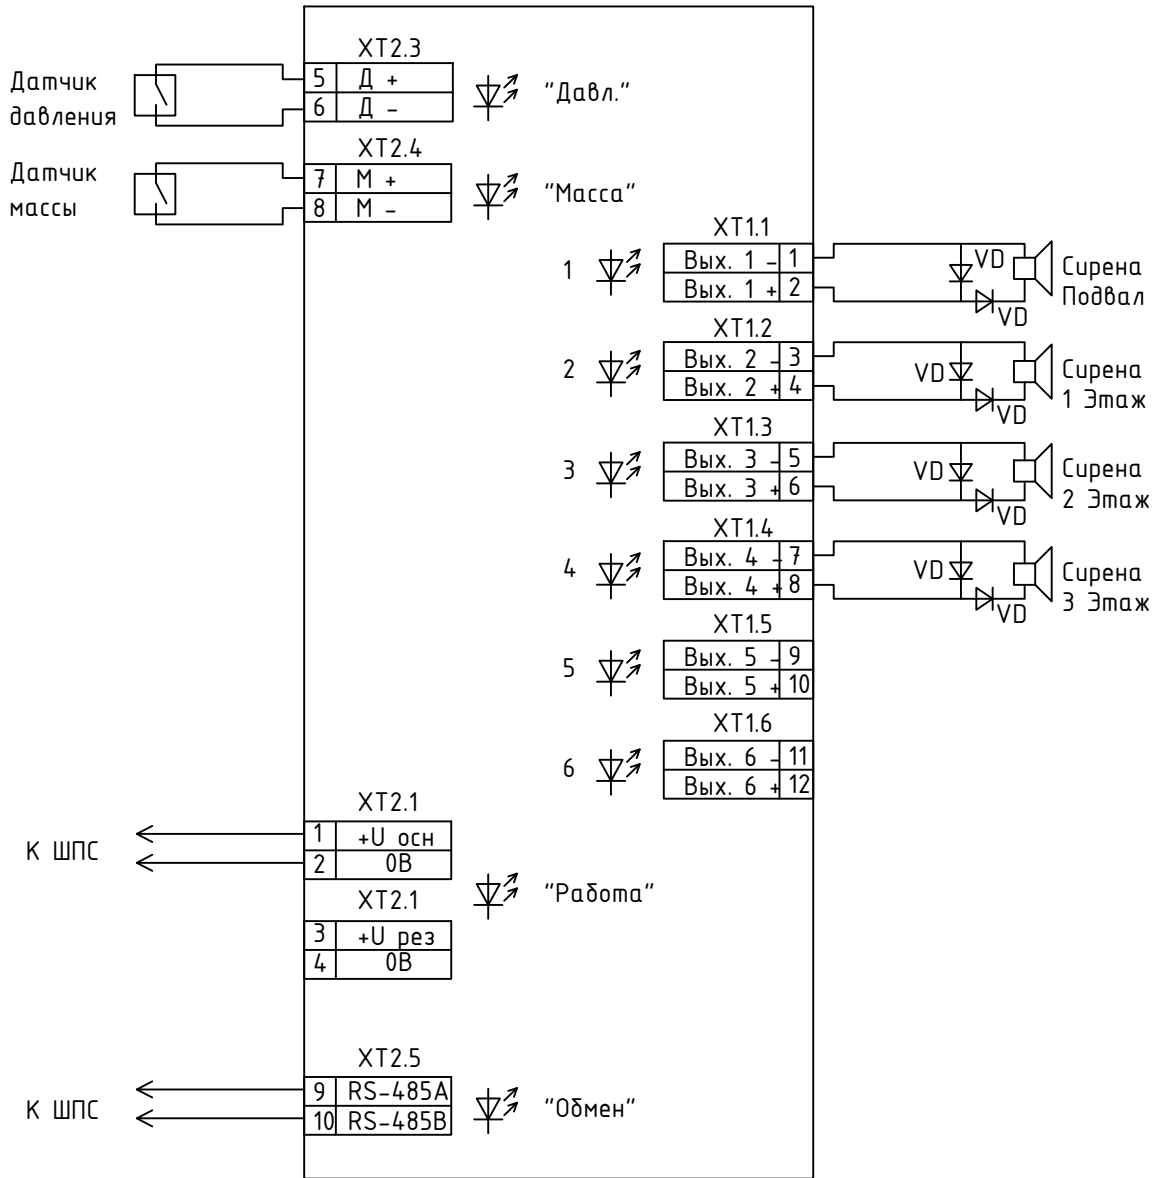 XT2.3
Датчик
давления
5 Д +
6 Д -
"Давл."
XT2.4
Датчик
массы
7 М +
8 М -
"Масса"
XT1.1
1
Вых. 1 - 1
Вых. 1 + 2
VD
VD
Сирена
Подвал
XT1.2
2
Вых. 2 - 3
Вых. 2 + 4
VD
VD
Сирена
1 Этаж
XT1.3
3
Вых. 3 - 5
Вых. 3 + 6
VD
VD
Сирена
2 Этаж
XT1.4
4
Вых. 4 - 7
Вых. 4 + 8
VD
VD
Сирена
3 Этаж
XT1.5
5
Вых. 5 - 9
Вых. 5 + 10
XT1.6
6
Вых. 6 - 11
Вых. 6 + 12
XT2.1
К ШПС
1 +U осн
2 0В
"Работа"
XT2.1
3 +U рез
4 0В
XT2.5
К ШПС
9 RS-485A
10 RS-485B
"Обмен"